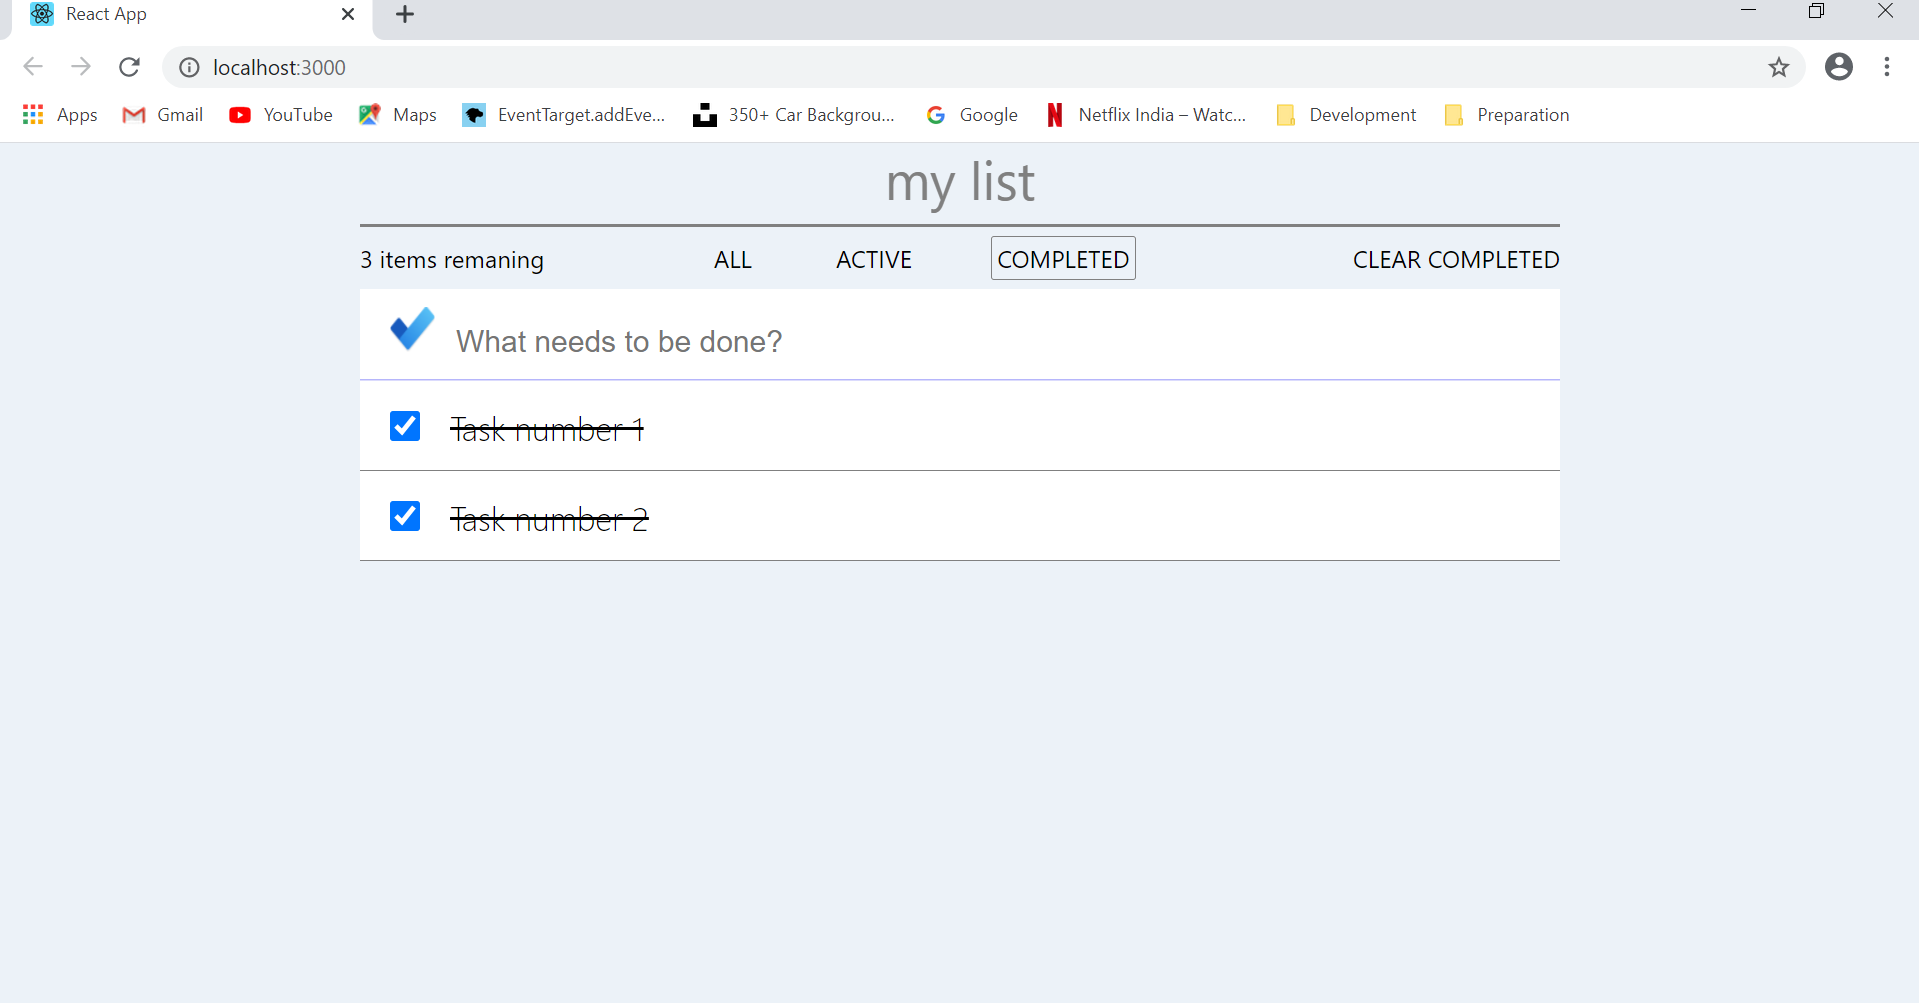 React App
localhost:3000
Apps Gmail YouTube Maps EventTarget.addEve... 350+ Car Backgrou... Google Netflix India – Watc... Development Preparation
my list
3 items remaning ALL ACTIVE COMPLETED CLEAR COMPLETED
What needs to be done?
Task number 1
Task number 2